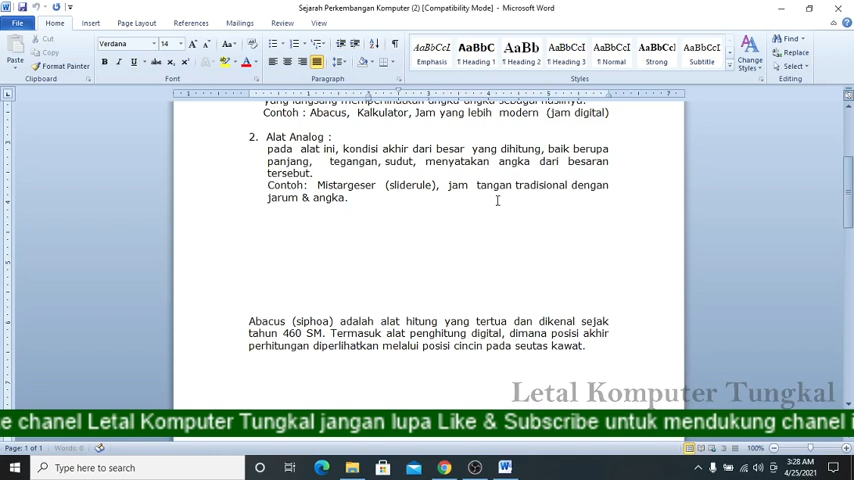 Sejarah Perkembangan Komputer (2) [Compatibility Mode] - Microsoft Word
File Home Insert Page Layout References Mailings Review View
Cut
Copy
Format Painter
Paste
Verdana 14
AaBbCcI AaBbC AaBb AaBbCcI AaBbCcI AaBbCc AaBbCcI
Emphasis ¶ Heading 1 ¶ Heading 2 ¶ Heading 3 ¶ Normal Strong Subtitle
Change Styles
Find
Replace
Select
Clipboard Font Paragraph Styles Editing
yang langsung memperlihatkan angka-angka sebagai hasilnya.
Contoh : Abacus, Kalkulator, Jam yang lebih modern (jam digital)
2. Alat Analog :
pada alat ini, kondisi akhir dari besar yang dihitung, baik berupa
panjang, tegangan, sudut, menyatakan angka dari besaran
tersebut.
Contoh: Mistargeser (sliderule), jam tangan tradisional dengan
jarum & angka.
Abacus (siphoa) adalah alat hitung yang tertua dan dikenal sejak
tahun 460 SM. Termasuk alat penghitung digital, dimana posisi akhir
perhitungan diperlihatkan melalui posisi cincin pada seutas kawat.
Letal Komputer Tungkal
e chanel Letal Komputer Tungkal jangan lupa Like & Subscribe untuk mendukung chanel i
Page: 1 of 1 Words: 0 100%
Type here to search
3:28 AM
4/25/2021